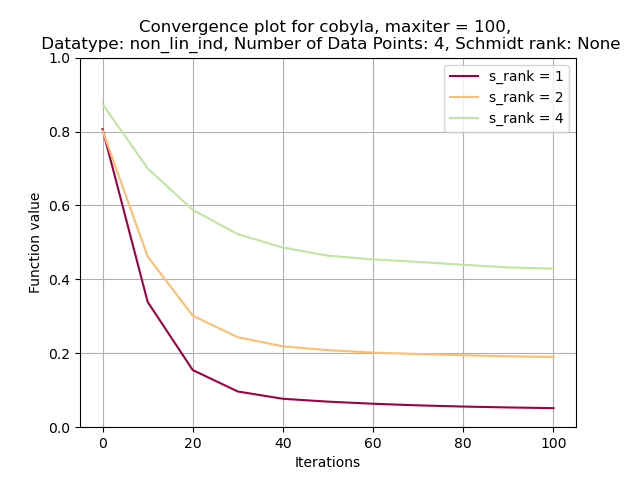 Convergence plot for cobyla, maxiter = 100,
Datatype: non_lin_ind, Number of Data Points: 4, Schmidt rank: None
1.0
0.8
0.6
0.4
0.2
0.0
Function value
s_rank = 1
s_rank = 2
s_rank = 4
0 20 40 60 80 100
Iterations